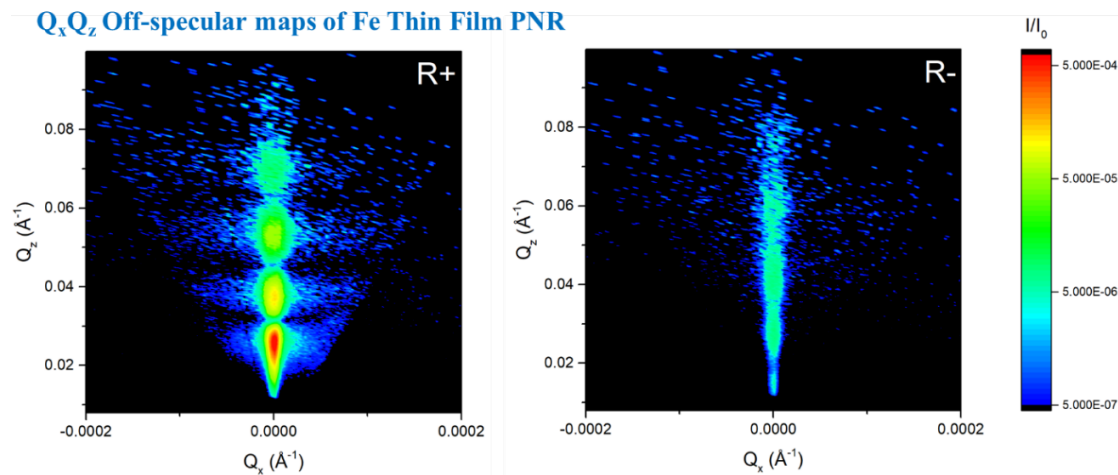 QxQz Off-specular maps of Fe Thin Film PNR
I/I0
R+
0.08
0.06
0.04
0.02
Qz (Å-1)
-0.0002
0.0000
0.0002
Qx (Å-1)
R-
0.08
0.06
0.04
0.02
Qz (Å-1)
-0.0002
0.0000
0.0002
Qx (Å-1)
5.000E-04
5.000E-05
5.000E-06
5.000E-07